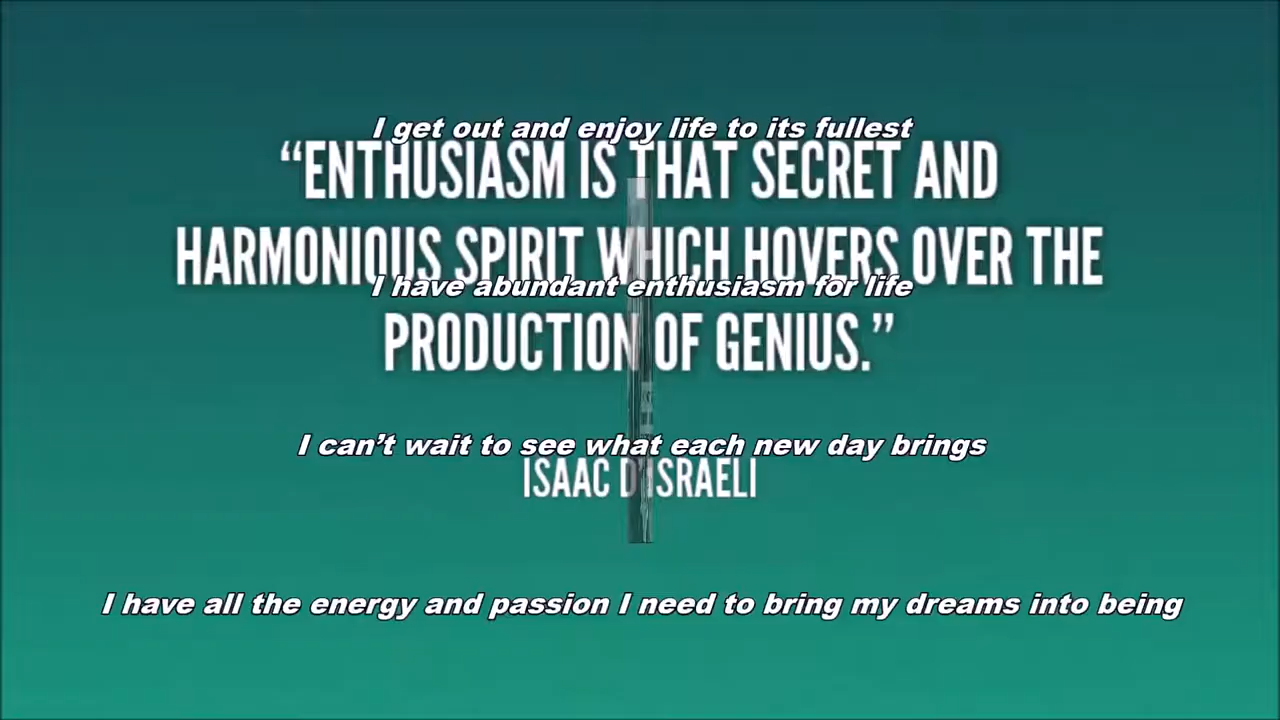 I get out and enjoy life to its fullest
“ENTHUSIASM IS THAT SECRET AND
HARMONIOUS SPIRIT WHICH HOVERS OVER THE
I have abundant enthusiasm for life
PRODUCTION OF GENIUS.”
I can’t wait to see what each new day brings
ISAAC D'ISRAELI
I have all the energy and passion I need to bring my dreams into being